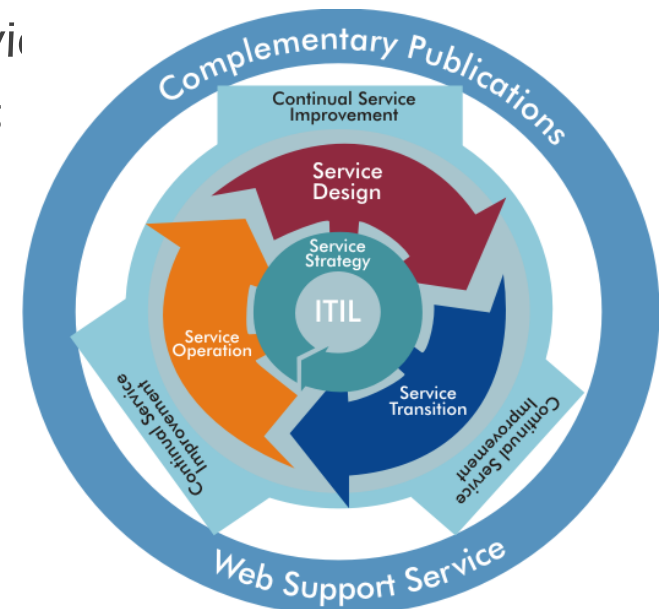 Complementary Publications
Continual Service
Improvement
Service
Design
Service
Strategy
ITIL
Service
Operation
Service
Transition
Continual Service
Improvement
Continual Service
Improvement
Web Support Service